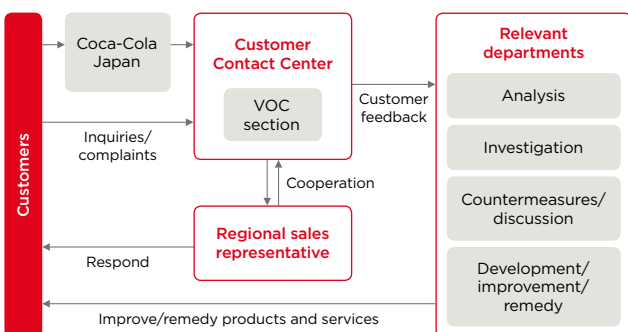 Customers
Coca-Cola
Japan
Inquiries/
complaints
Customer
Contact Center
VOC
section
Cooperation
Regional sales
representative
Respond
Customer
feedback
Relevant
departments
Analysis
Investigation
Countermeasures/
discussion
Development/
improvement/
remedy
Improve/remedy products and services